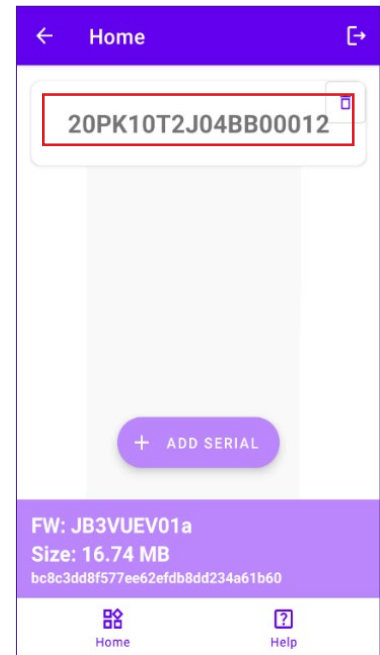 Home
20PK10T2J04BB00012
+ ADD SERIAL
FW: JB3VUEV01a
Size: 16.74 MB
bc8c3dd8f577ee62efdb8dd234a61b60
Home
Help